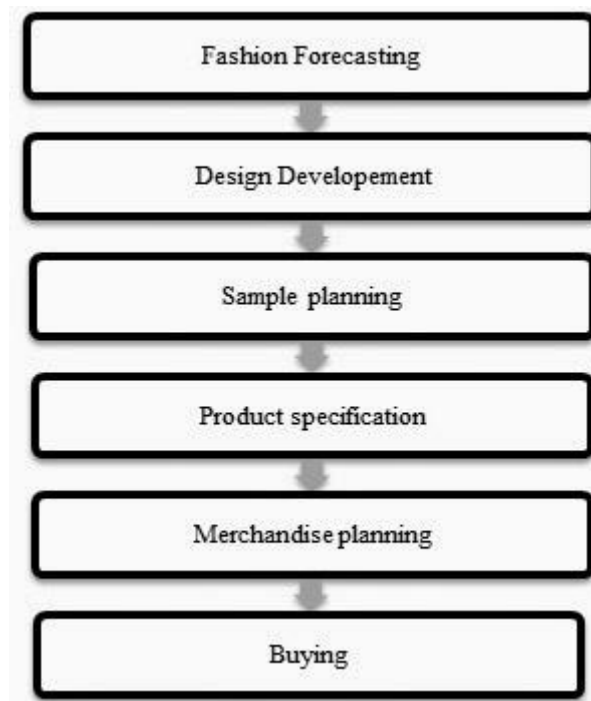 Fashion Forecasting
Design Developement
Sample planning
Product specification
Merchandise planning
Buying